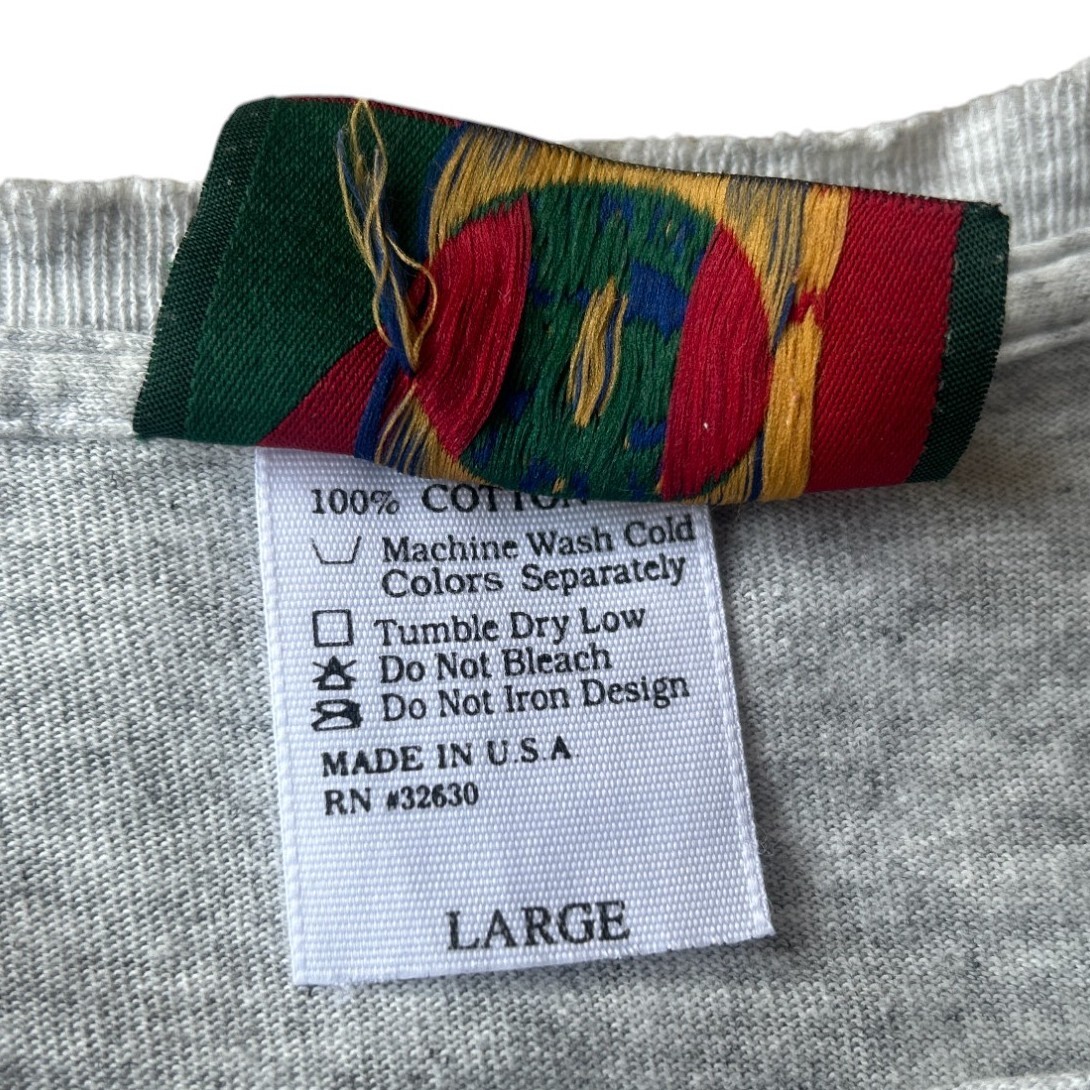 100% COTTON
Machine Wash Cold
Colors Separately
Tumble Dry Low
Do Not Bleach
Do Not Iron Design
MADE IN U.S.A.
RN #32630
LARGE